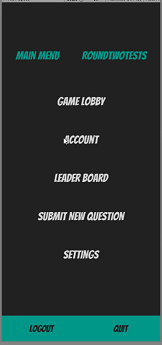 MAIN MENU ROUNDTWOTESTS
GAME LOBBY
ACCOUNT
LEADER BOARD
SUBMIT NEW QUESTION
SETTINGS
LOGOUT QUIT